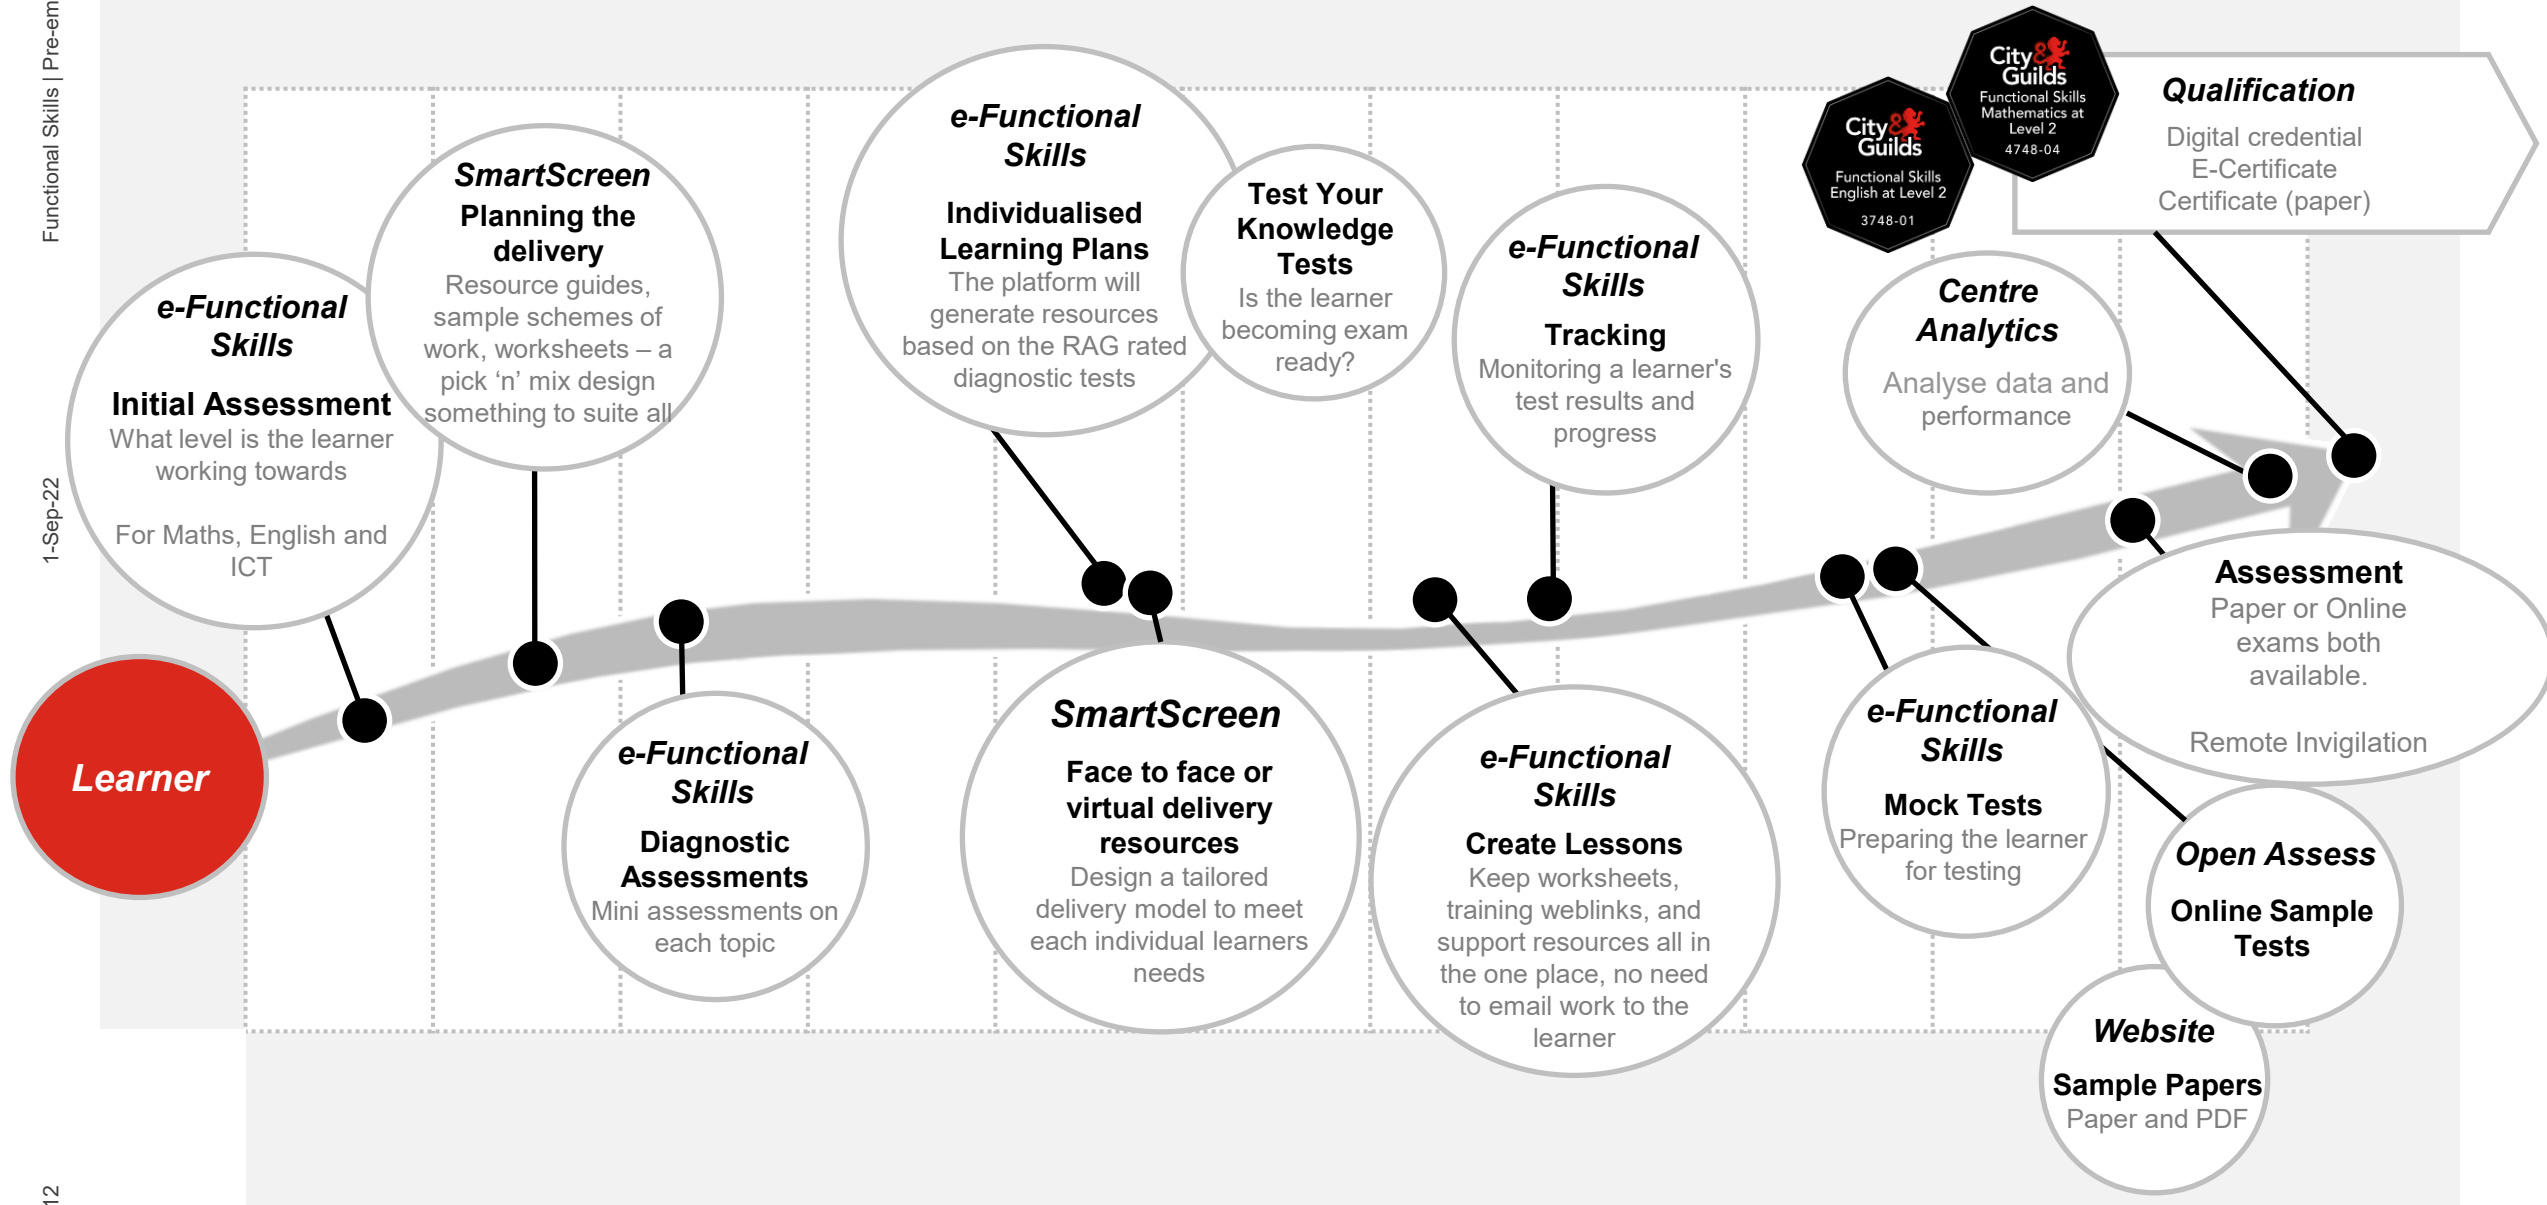 Functional Skills | Pre-em
1-Sep-22
12
Learner
e-Functional
Skills
Initial Assessment
What level is the learner
working towards
For Maths, English and
ICT
SmartScreen
Planning the
delivery
Resource guides,
sample schemes of
work, worksheets – a
pick ‘n’ mix design
something to suite all
e-Functional
Skills
Diagnostic
Assessments
Mini assessments on
each topic
e-Functional
Skills
Individualised
Learning Plans
The platform will
generate resources
based on the RAG rated
diagnostic tests
Test Your
Knowledge
Tests
Is the learner
becoming exam
ready?
SmartScreen
Face to face or
virtual delivery
resources
Design a tailored
delivery model to meet
each individual learners
needs
e-Functional
Skills
Create Lessons
Keep worksheets,
training weblinks, and
support resources all in
the one place, no need
to email work to the
learner
e-Functional
Skills
Tracking
Monitoring a learner's
test results and
progress
e-Functional
Skills
Mock Tests
Preparing the learner
for testing
Open Assess
Online Sample
Tests
Website
Sample Papers
Paper and PDF
Assessment
Paper or Online
exams both
available.
Remote Invigilation
Centre
Analytics
Analyse data and
performance
City &
Guilds
Functional Skills
English at Level 2
3748-01
City &
Guilds
Functional Skills
Mathematics at
Level 2
4748-04
Qualification
Digital credential
E-Certificate
Certificate (paper)